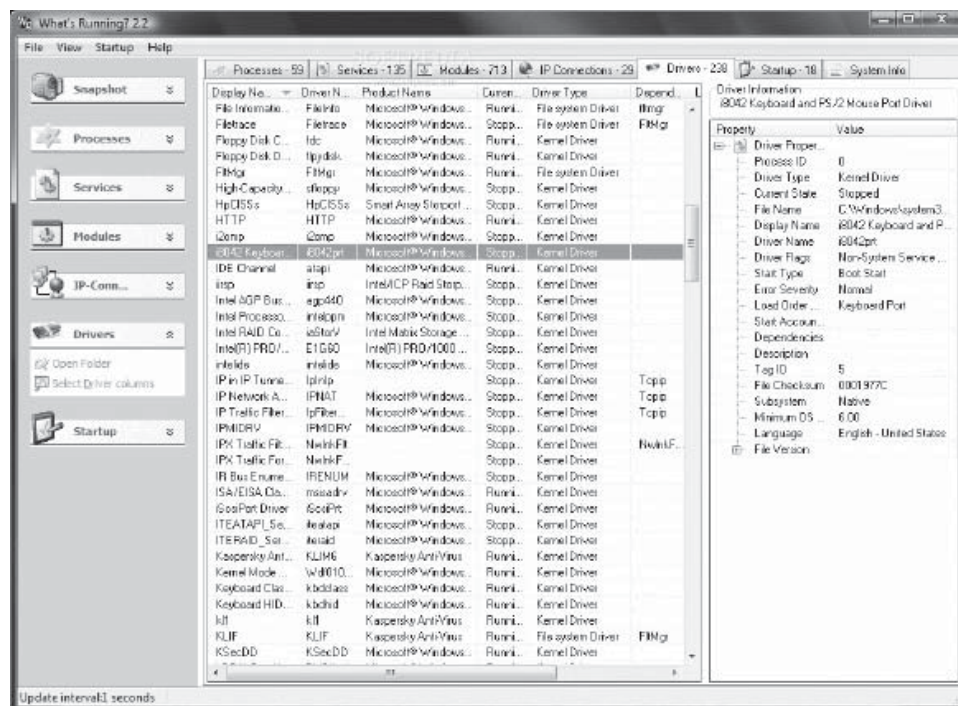 What's Running? 2.2
File View Startup Help
Snapshot
Processes
Services
Modules
IP-Conn...
Drivers
Open Folder
Select Driver columns
Startup
Processes - 59 Services - 135 Modules - 713 IP Connections - 29 Drivers - 238 Startup - 18 System Info
Display Na... Driver N... Product Name Curren... Driver Type Depend... L
File Informatio... FileInfo Microsoft® Windows... Runni... File system Driver fltmgr
Filetrace Filetrace Microsoft® Windows... Stopp... File system Driver FltMgr
Floppy Disk C... fdc Microsoft® Windows... Runni... Kernel Driver
Floppy Disk D... flpydisk Microsoft® Windows... Runni... Kernel Driver
FltMgr FltMgr Microsoft® Windows... Runni... File system Driver
High-Capacity... sfloppy Microsoft® Windows... Stopp... Kernel Driver
HpCISSs HpCISSs Smart Array Storport ... Stopp... Kernel Driver
HTTP HTTP Microsoft® Windows... Runni... Kernel Driver
i2omp i2omp Microsoft® Windows... Stopp... Kernel Driver
i8042 Keyboar... i8042prt Microsoft® Windows... Stopp... Kernel Driver
IDE Channel atapi Microsoft® Windows... Runni... Kernel Driver
iirsp iirsp Intel/ICP Raid Storp... Stopp... Kernel Driver
Intel AGP Bus... agp440 Microsoft® Windows... Runni... Kernel Driver
Intel Processo... intelppm Microsoft® Windows... Runni... Kernel Driver
Intel RAID Co... iaStorV Intel Matrix Storage ... Stopp... Kernel Driver
Intel(R) PRO/... E1G60 Intel(R) PRO/1000 ... Runni... Kernel Driver
intelide intelide Microsoft® Windows... Stopp... Kernel Driver
IP in IP Tunne... IpInIp Stopp... Kernel Driver Tcpip
IP Network A... IPNAT Microsoft® Windows... Stopp... Kernel Driver Tcpip
IP Traffic Filter... IpFilter... Microsoft® Windows... Stopp... Kernel Driver Tcpip
IPMIDRV IPMIDRV Microsoft® Windows... Stopp... Kernel Driver
IPX Traffic Filt... NwlnkFlt Stopp... Kernel Driver NwlnkF...
IPX Traffic For... NwlnkF... Stopp... Kernel Driver
IR Bus Enume... IRENUM Microsoft® Windows... Stopp... Kernel Driver
ISA/EISA Cla... msisadrv Microsoft® Windows... Runni... Kernel Driver
iScsiPort Driver iScsiPrt Microsoft® Windows... Runni... Kernel Driver
ITEATAPI_Se... iteatapi Microsoft® Windows... Stopp... Kernel Driver
ITERAID_Ser... iteraid Microsoft® Windows... Stopp... Kernel Driver
Kaspersky Ant... KLIM6 Kaspersky Anti-Virus Runni... Kernel Driver
Kernel Mode ... Wdf010... Microsoft® Windows... Runni... Kernel Driver
Keyboard Clas... kbdclass Microsoft® Windows... Runni... Kernel Driver
Keyboard HID... kbdhid Microsoft® Windows... Runni... Kernel Driver
kl1 kl1 Kaspersky Anti-Virus Runni... Kernel Driver
KLIF KLIF Kaspersky Anti-Virus Runni... File system Driver FltMgr
KSecDD KSecDD Microsoft® Windows... Runni... Kernel Driver
Driver Information
i8042 Keyboard and PS/2 Mouse Port Driver
Property Value
Driver Proper...
Process ID 0
Driver Type Kernel Driver
Current State Stopped
File Name C:\Windows\system3...
Display Name i8042 Keyboard and P...
Driver Name i8042prt
Driver Flags Non-System Service ...
Start Type Boot Start
Error Severity Normal
Load Order ... Keyboard Port
Start Accoun...
Dependencies
Description
Tag ID 5
File Checksum 0001977C
Subsystem Native
Minimum OS ... 6.00
Language English - United States
File Version
Update interval:1 seconds